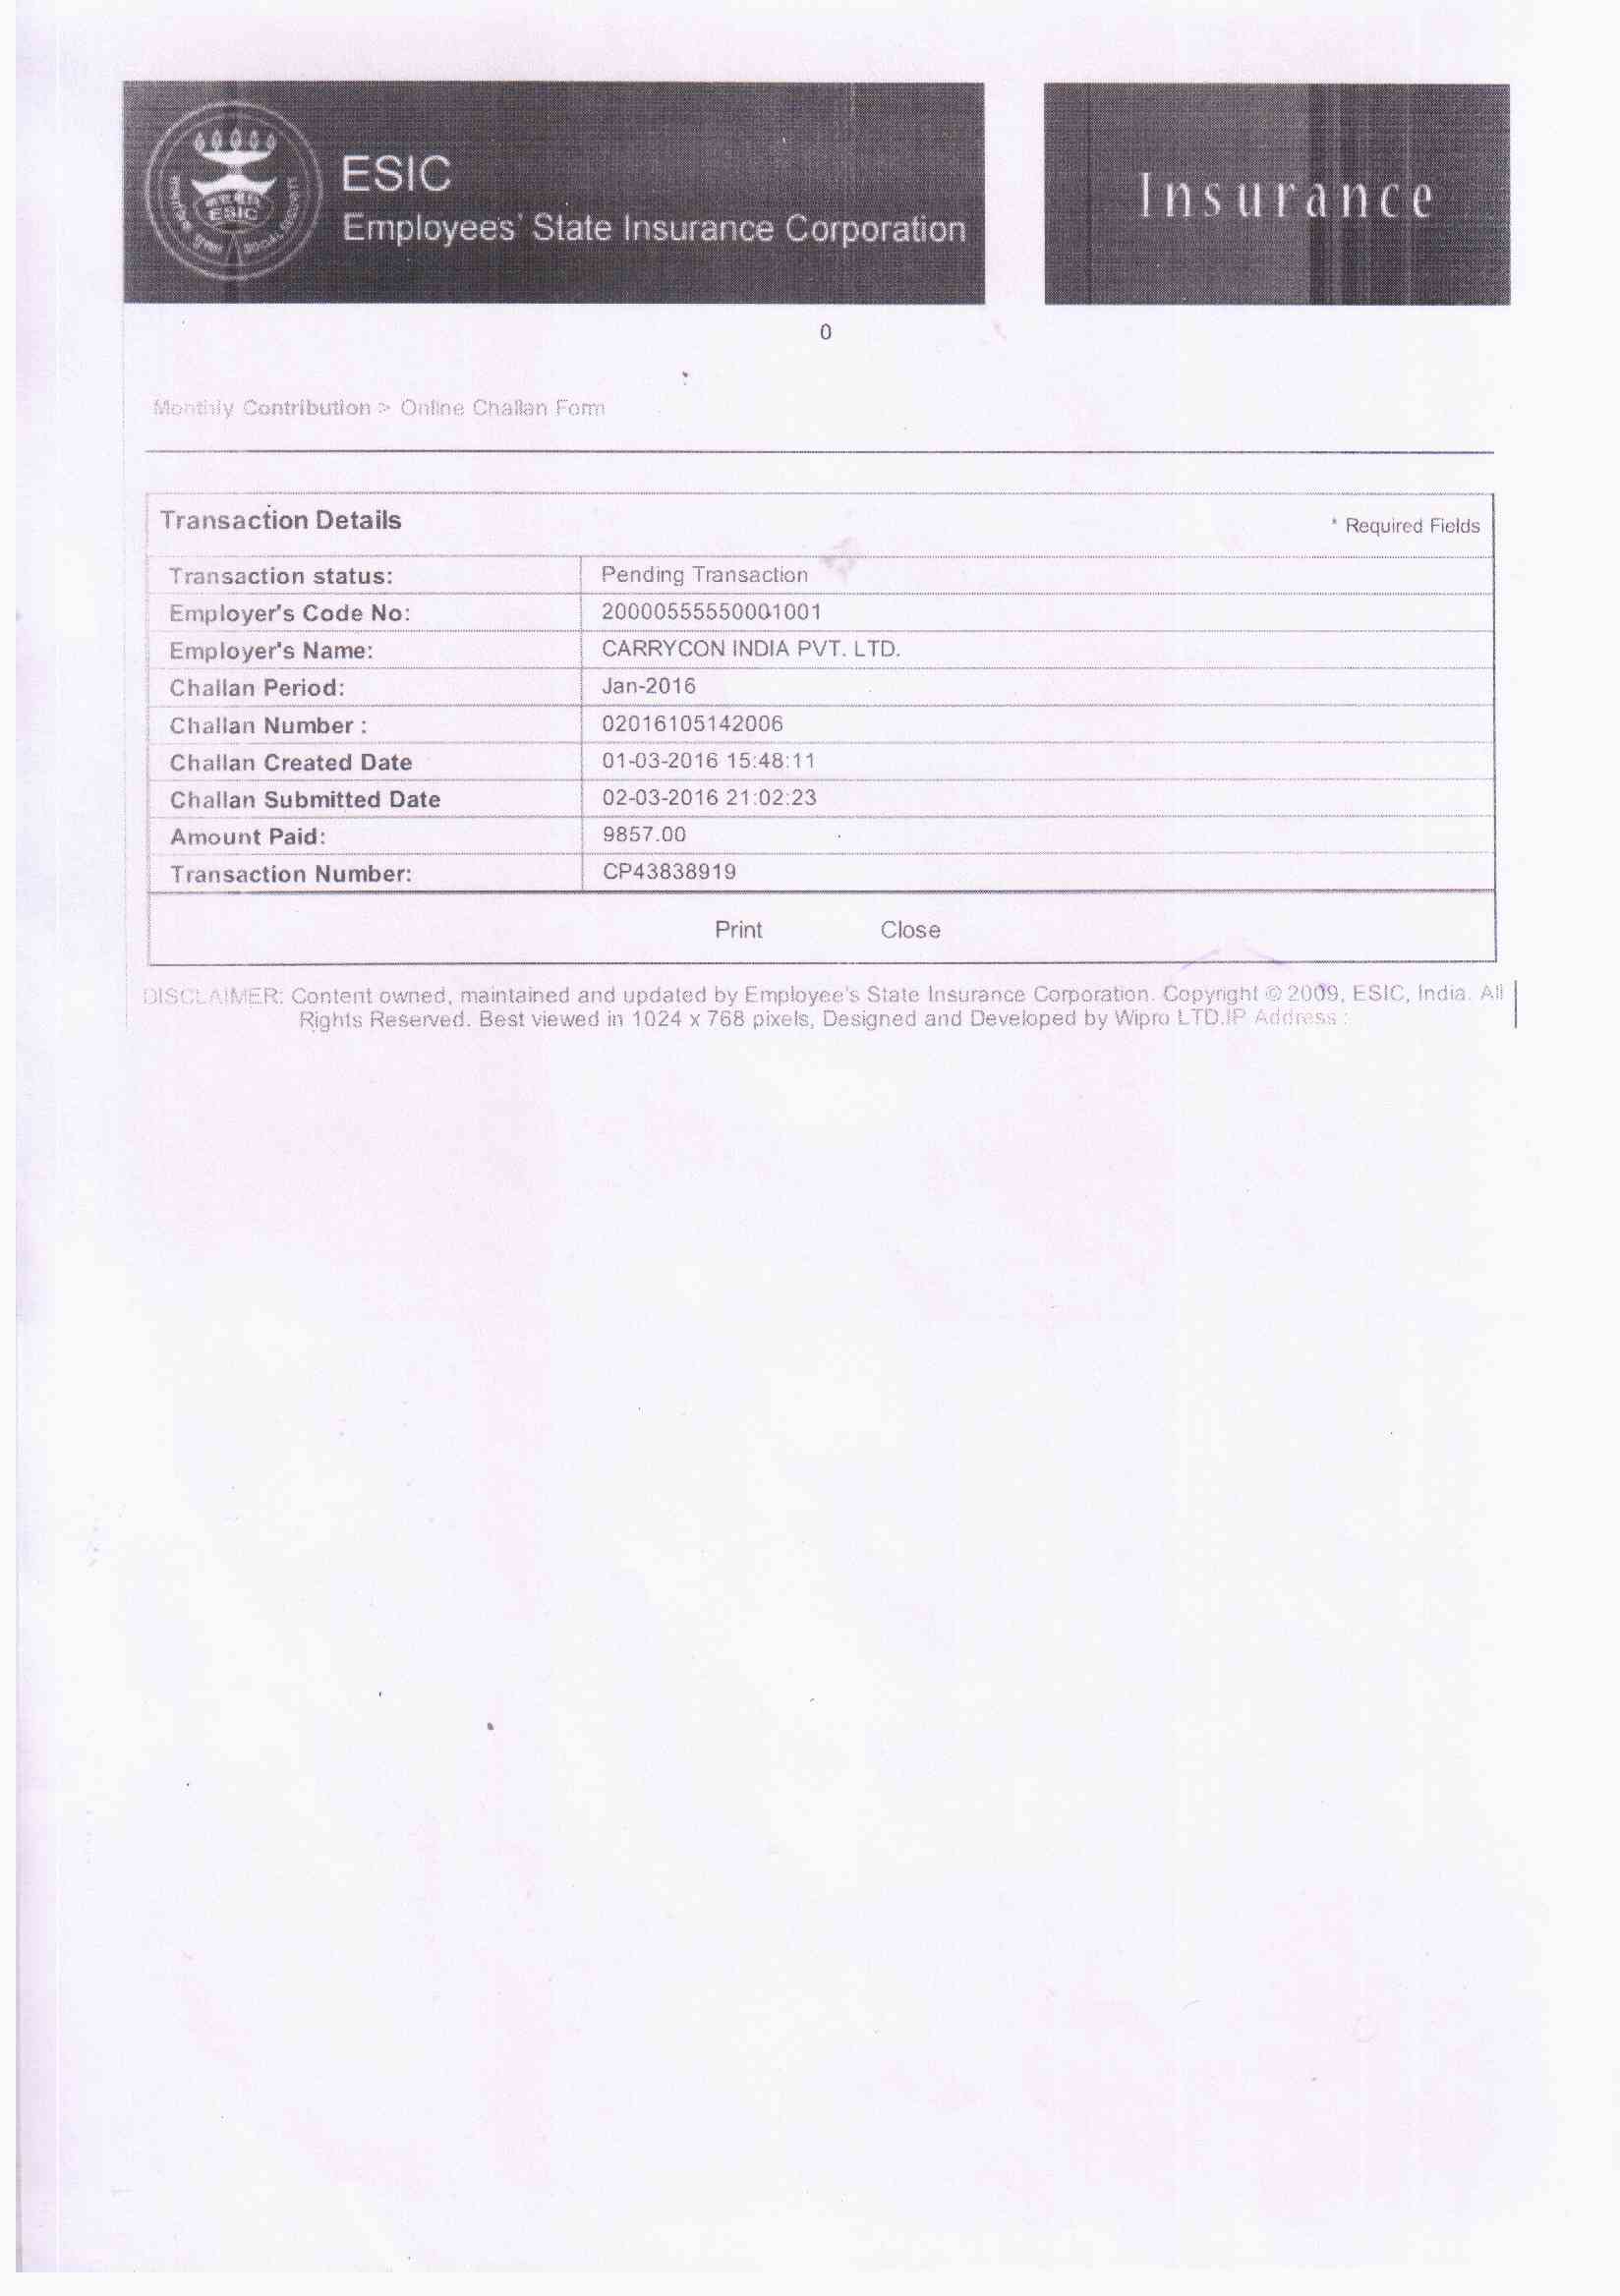 ESIC
ESIC
Employees' State Insurance Corporation
Insurance
0
Monthly Contribution > Online Challan Form
Transaction Details
* Required Fields
Transaction status: Pending Transaction
Employer's Code No: 20000555550001001
Employer's Name: CARRYCON INDIA PVT. LTD.
Challan Period: Jan-2016
Challan Number : 02016105142006
Challan Created Date 01-03-2016 15:48:11
Challan Submitted Date 02-03-2016 21:02:23
Amount Paid: 9857.00
Transaction Number: CP43838919
Print Close
DISCLAIMER: Content owned, maintained and updated by Employee's State Insurance Corporation. Copyright © 2009, ESIC, India. All
Rights Reserved. Best viewed in 1024 x 768 pixels, Designed and Developed by Wipro LTD.IP Address :